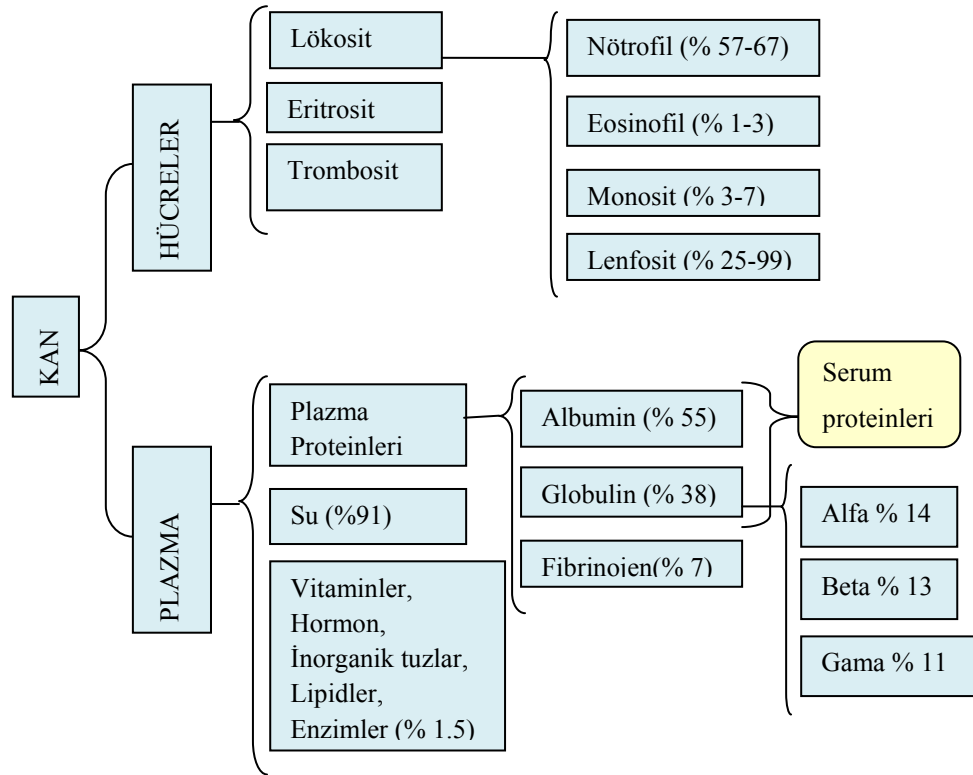 KAN
HÜCRELER
Lökosit
Eritrosit
Trombosit
Nötrofil (% 57-67)
Eosinofil (% 1-3)
Monosit (% 3-7)
Lenfosit (% 25-99)
PLAZMA
Plazma
Proteinleri
Su (%91)
Vitaminler,
Hormon,
İnorganik tuzlar,
Lipidler,
Enzimler (% 1.5)
Albumin (% 55)
Globulin (% 38)
Fibrinojen(% 7)
Serum
proteinleri
Alfa % 14
Beta % 13
Gama % 11